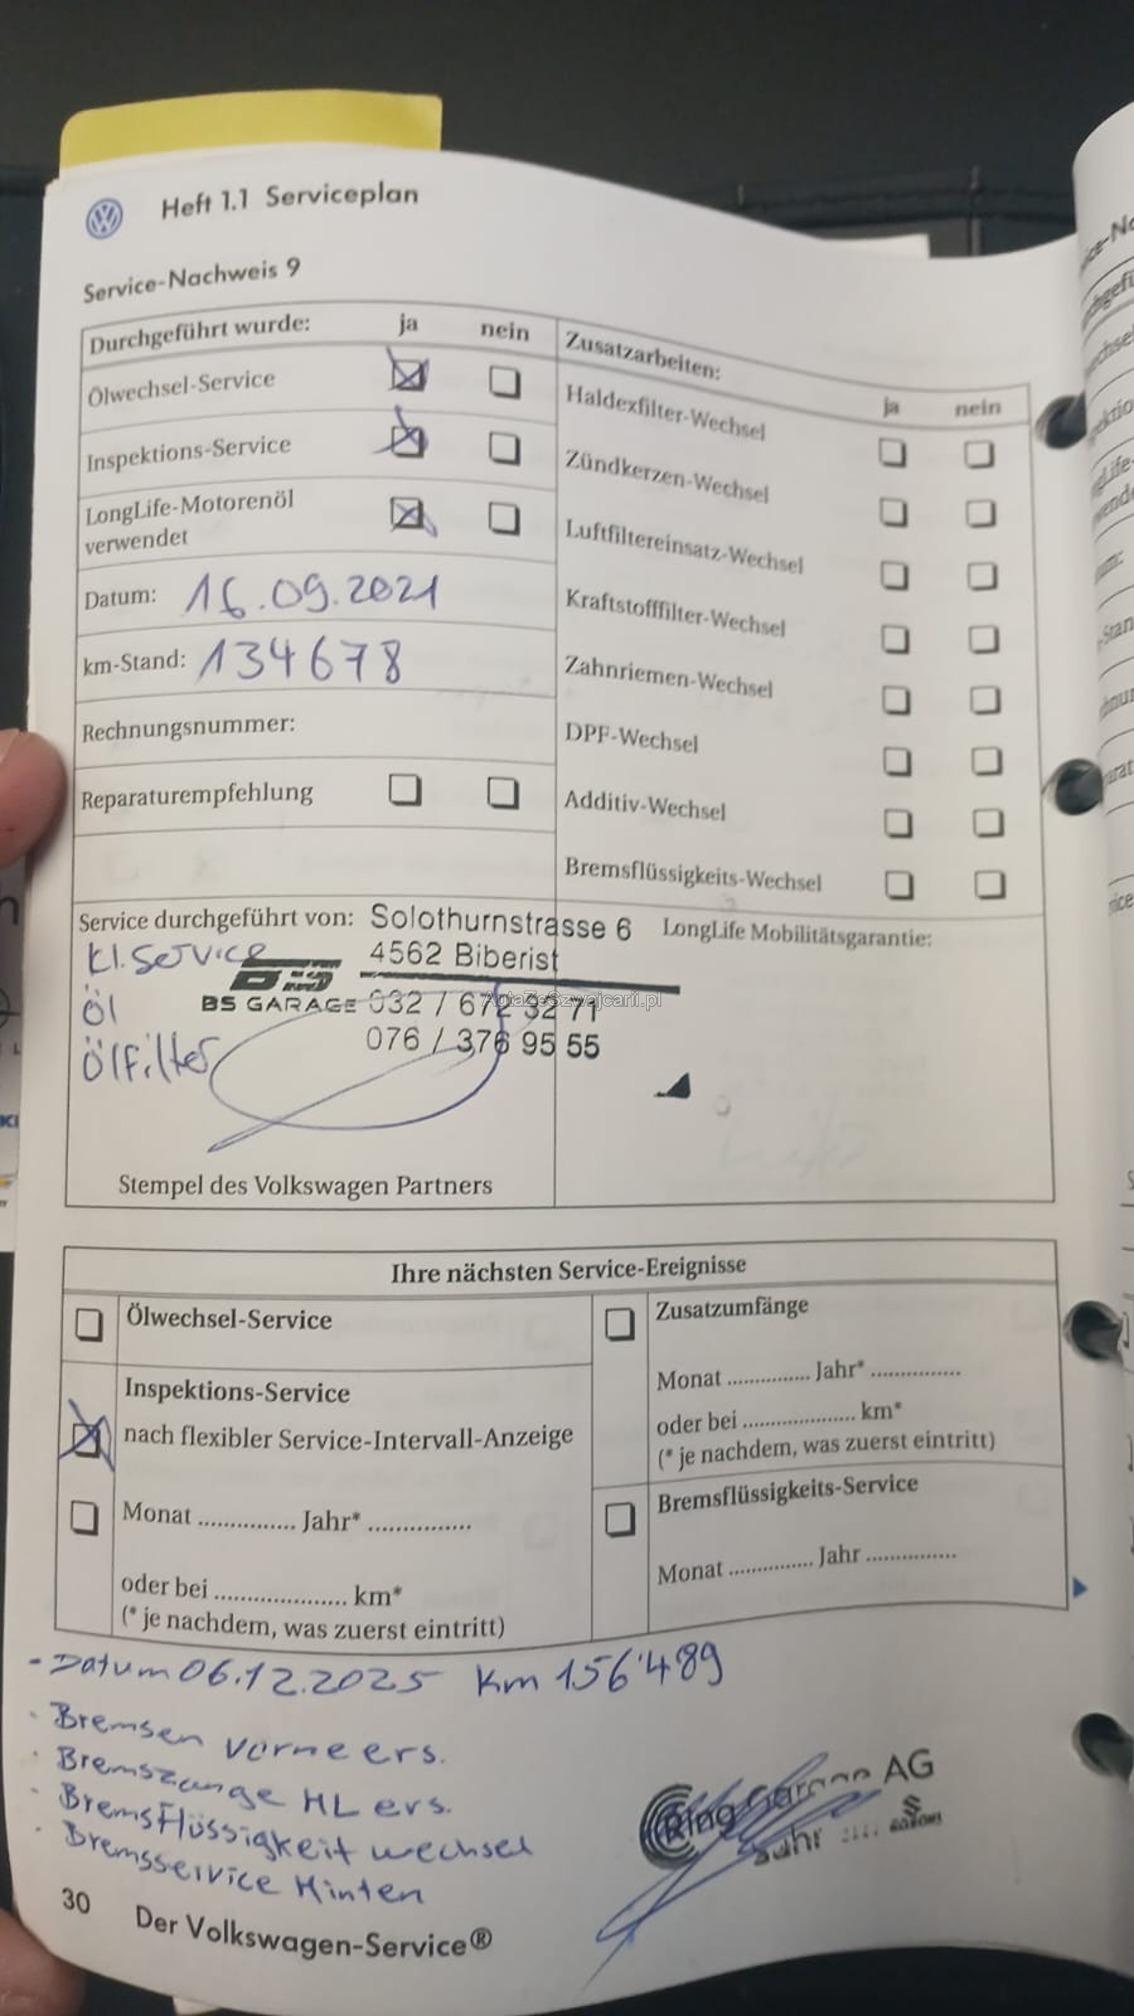 Heft 1.1 Serviceplan
Service-Nachweis 9
Durchgeführt wurde: ja nein
Ölwechsel-Service
Inspektions-Service
LongLife-Motorenöl
verwendet
Datum: 16.09.2021
km-Stand: 134678
Rechnungsnummer:
Reparaturempfehlung
Zusatzarbeiten:
ja nein
Haldexfilter-Wechsel
Zündkerzen-Wechsel
Luftfiltereinsatz-Wechsel
Kraftstofffilter-Wechsel
Zahnriemen-Wechsel
DPF-Wechsel
Additiv-Wechsel
Bremsflüssigkeits-Wechsel
Service durchgeführt von: Solothurnstrasse 6
4562 Biberist
kl. Service
BS GARAGE 032 / 672 32 71
076 / 376 95 55
Öl
Ölfilter
AutaZeSzwajcarii.pl
Stempel des Volkswagen Partners
LongLife Mobilitätsgarantie:
Ihre nächsten Service-Ereignisse
Ölwechsel-Service
Inspektions-Service
nach flexibler Service-Intervall-Anzeige
Monat ............... Jahr* ...............
oder bei ................... km*
(* je nachdem, was zuerst eintritt)
Zusatzumfänge
Monat .............. Jahr* ...............
oder bei .................... km*
(* je nachdem, was zuerst eintritt)
Bremsflüssigkeits-Service
Monat .............. Jahr ...............
- Datum 06.12.2025 Km 156'489
· Bremsen vorne ers.
· Bremszange HL ers.
· Bremsflüssigkeit wechsel
· Bremsservice Hinten
Ring Garage AG
30 Der Volkswagen-Service®